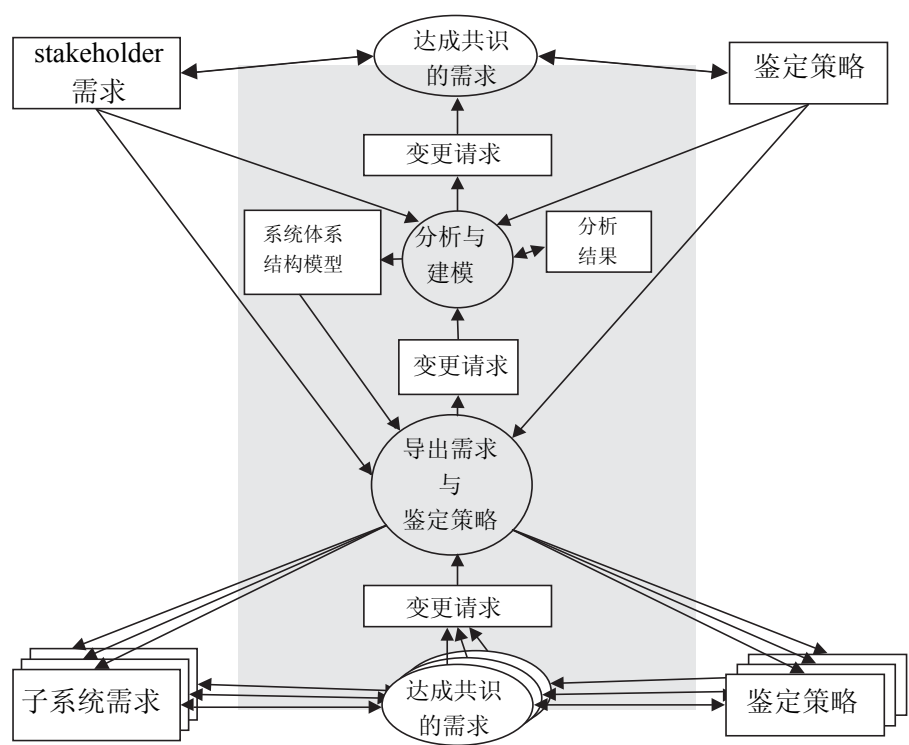 stakeholder
需求
达成共识
的需求
鉴定策略
变更请求
系统体系
结构模型
分析与
建模
分析
结果
变更请求
导出需求
与
鉴定策略
变更请求
子系统需求
达成共识
的需求
鉴定策略